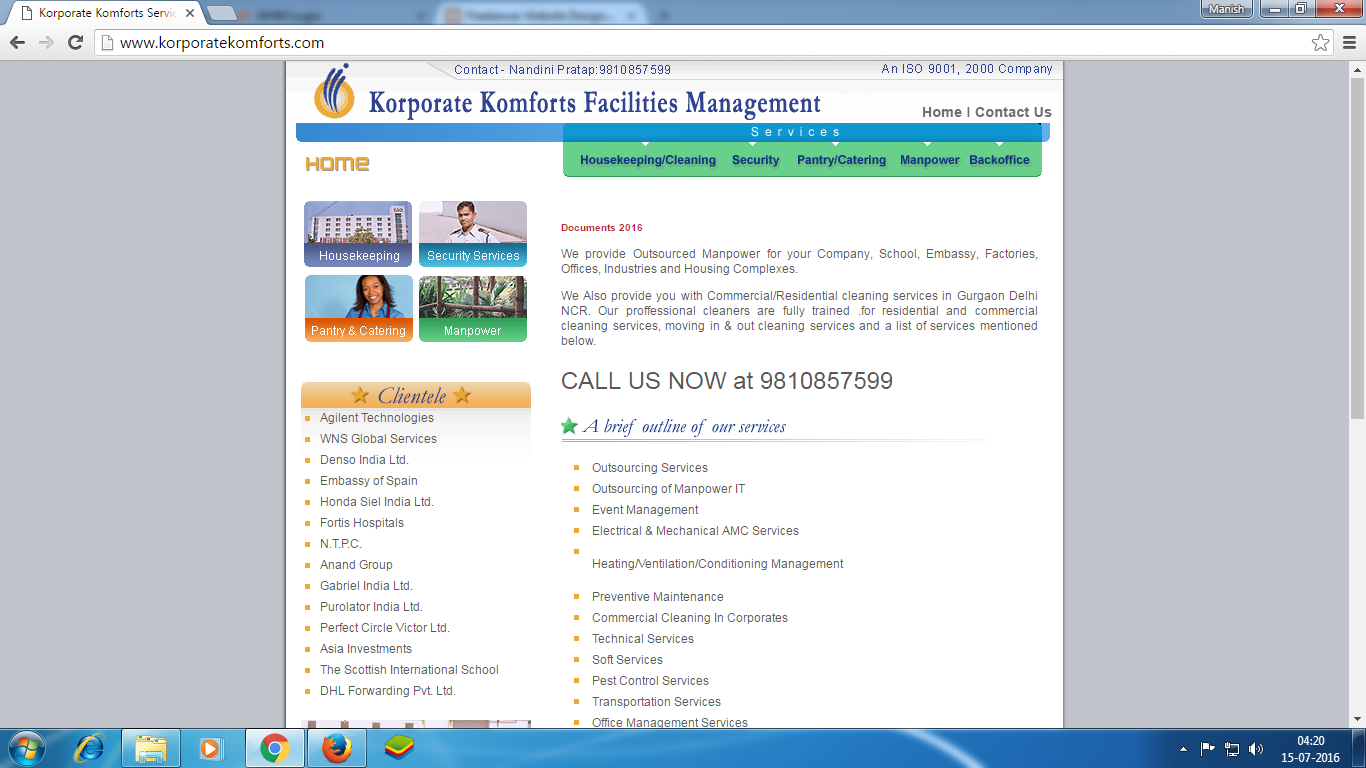 Korporate Komforts Servic
Manish
www.korporatekomforts.com
Contact - Nandini Pratap:9810857599
An ISO 9001, 2000 Company
Korporate Komforts Facilities Management
Home | Contact Us
Services
HOME
Housekeeping/Cleaning Security Pantry/Catering Manpower Backoffice
Housekeeping
Security Services
Pantry & Catering
Manpower
Clientele
Agilent Technologies
WNS Global Services
Denso India Ltd.
Embassy of Spain
Honda Siel India Ltd.
Fortis Hospitals
N.T.P.C.
Anand Group
Gabriel India Ltd.
Purolator India Ltd.
Perfect Circle Victor Ltd.
Asia Investments
The Scottish International School
DHL Forwarding Pvt. Ltd.
Documents 2016
We provide Outsourced Manpower for your Company, School, Embassy, Factories,
Offices, Industries and Housing Complexes.
We Also provide you with Commercial/Residential cleaning services in Gurgaon Delhi
NCR. Our proffessional cleaners are fully trained .for residential and commercial
cleaning services, moving in & out cleaning services and a list of services mentioned
below.
CALL US NOW at 9810857599
A brief outline of our services
Outsourcing Services
Outsourcing of Manpower IT
Event Management
Electrical & Mechanical AMC Services
Heating/Ventilation/Conditioning Management
Preventive Maintenance
Commercial Cleaning In Corporates
Technical Services
Soft Services
Pest Control Services
Transportation Services
Office Management Services
04:20
15-07-2016